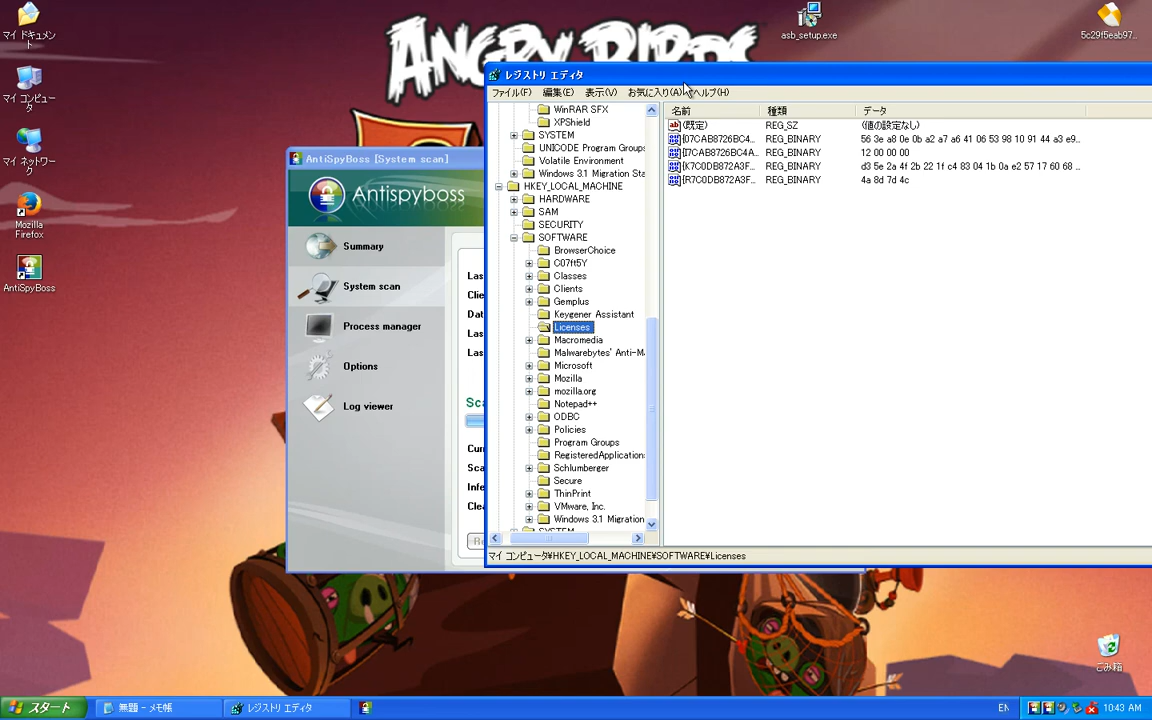 マイ ドキュメント
マイ コンピュータ
マイ ネットワーク
Mozilla Firefox
AntiSpyBoss
ANGRY BIRDS
asb_setup.exe
5c29f5eab97...
ごみ箱
AntiSpyBoss [System scan]
Antispyboss
Summary
System scan
Process manager
Options
Log viewer
レジストリ エディタ
ファイル(F) 編集(E) 表示(V) お気に入り(A) ヘルプ(H)
WinRAR SFX
XPShield
SYSTEM
UNICODE Program Groups
Volatile Environment
Windows 3.1 Migration Sta
HKEY_LOCAL_MACHINE
HARDWARE
SAM
SECURITY
SOFTWARE
BrowserChoice
C07ft5Y
Classes
Clients
Gemplus
Keygener Assistant
Licenses
Macromedia
Malwarebytes' Anti-M
Microsoft
Mozilla
mozilla.org
Notepad++
ODBC
Policies
Program Groups
RegisteredApplication
Schlumberger
Secure
ThinPrint
VMware, Inc.
Windows 3.1 Migration
SYSTEM
名前 種類 データ
(既定) REG_SZ (値の設定なし)
{07CAB8726BC4... REG_BINARY 56 3e a8 0e 0b a2 a7 a6 41 06 53 98 10 91 44 a3 e9...
{I7CAB8726BC4A... REG_BINARY 12 00 00 00
{K7C0DB872A3F... REG_BINARY d3 5e 2a 4f 2b 22 1f c4 83 04 1b 0a e2 57 17 60 68 ...
{R7C0DB872A3F... REG_BINARY 4a 8d 7d 4c
マイ コンピュータ¥HKEY_LOCAL_MACHINE¥SOFTWARE¥Licenses
スタート
無題 - メモ帳
レジストリ エディタ
EN
10:43 AM